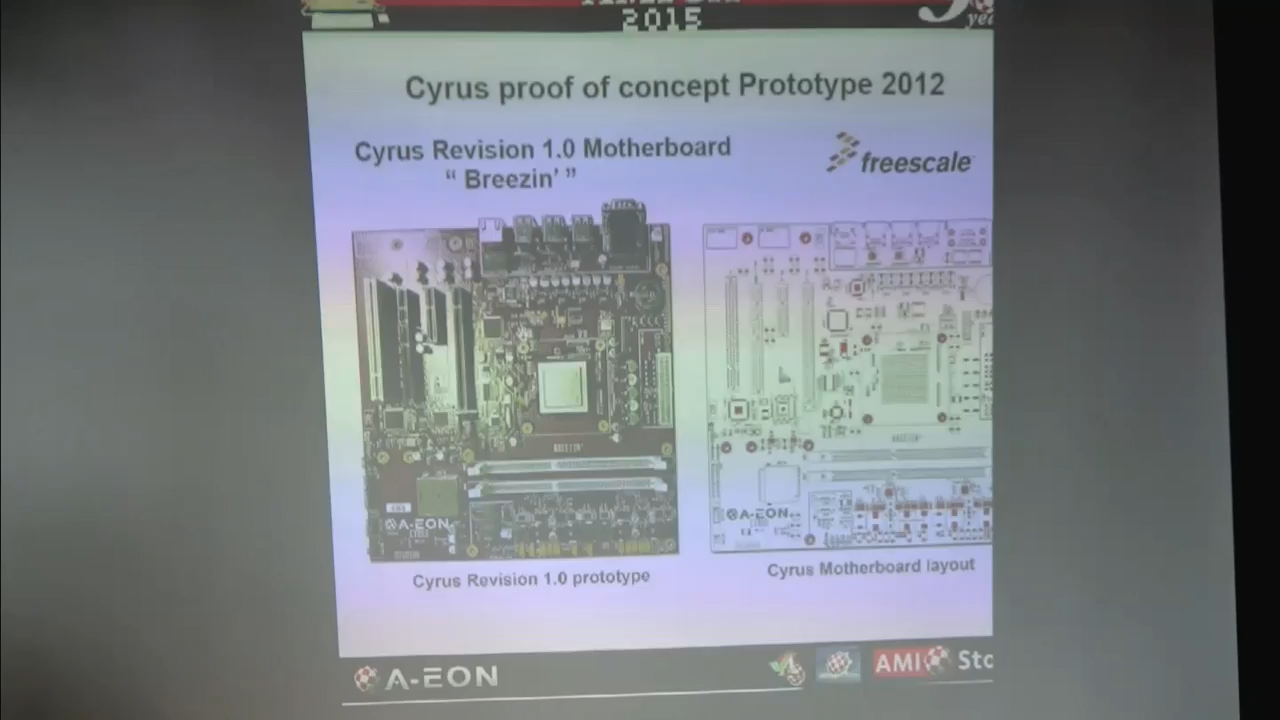 2015
Cyrus proof of concept Prototype 2012
Cyrus Revision 1.0 Motherboard
“ Breezin’ ”
freescale
A-EON
A-EON
Cyrus Revision 1.0 prototype
Cyrus Motherboard layout
A-EON
AMI Sto